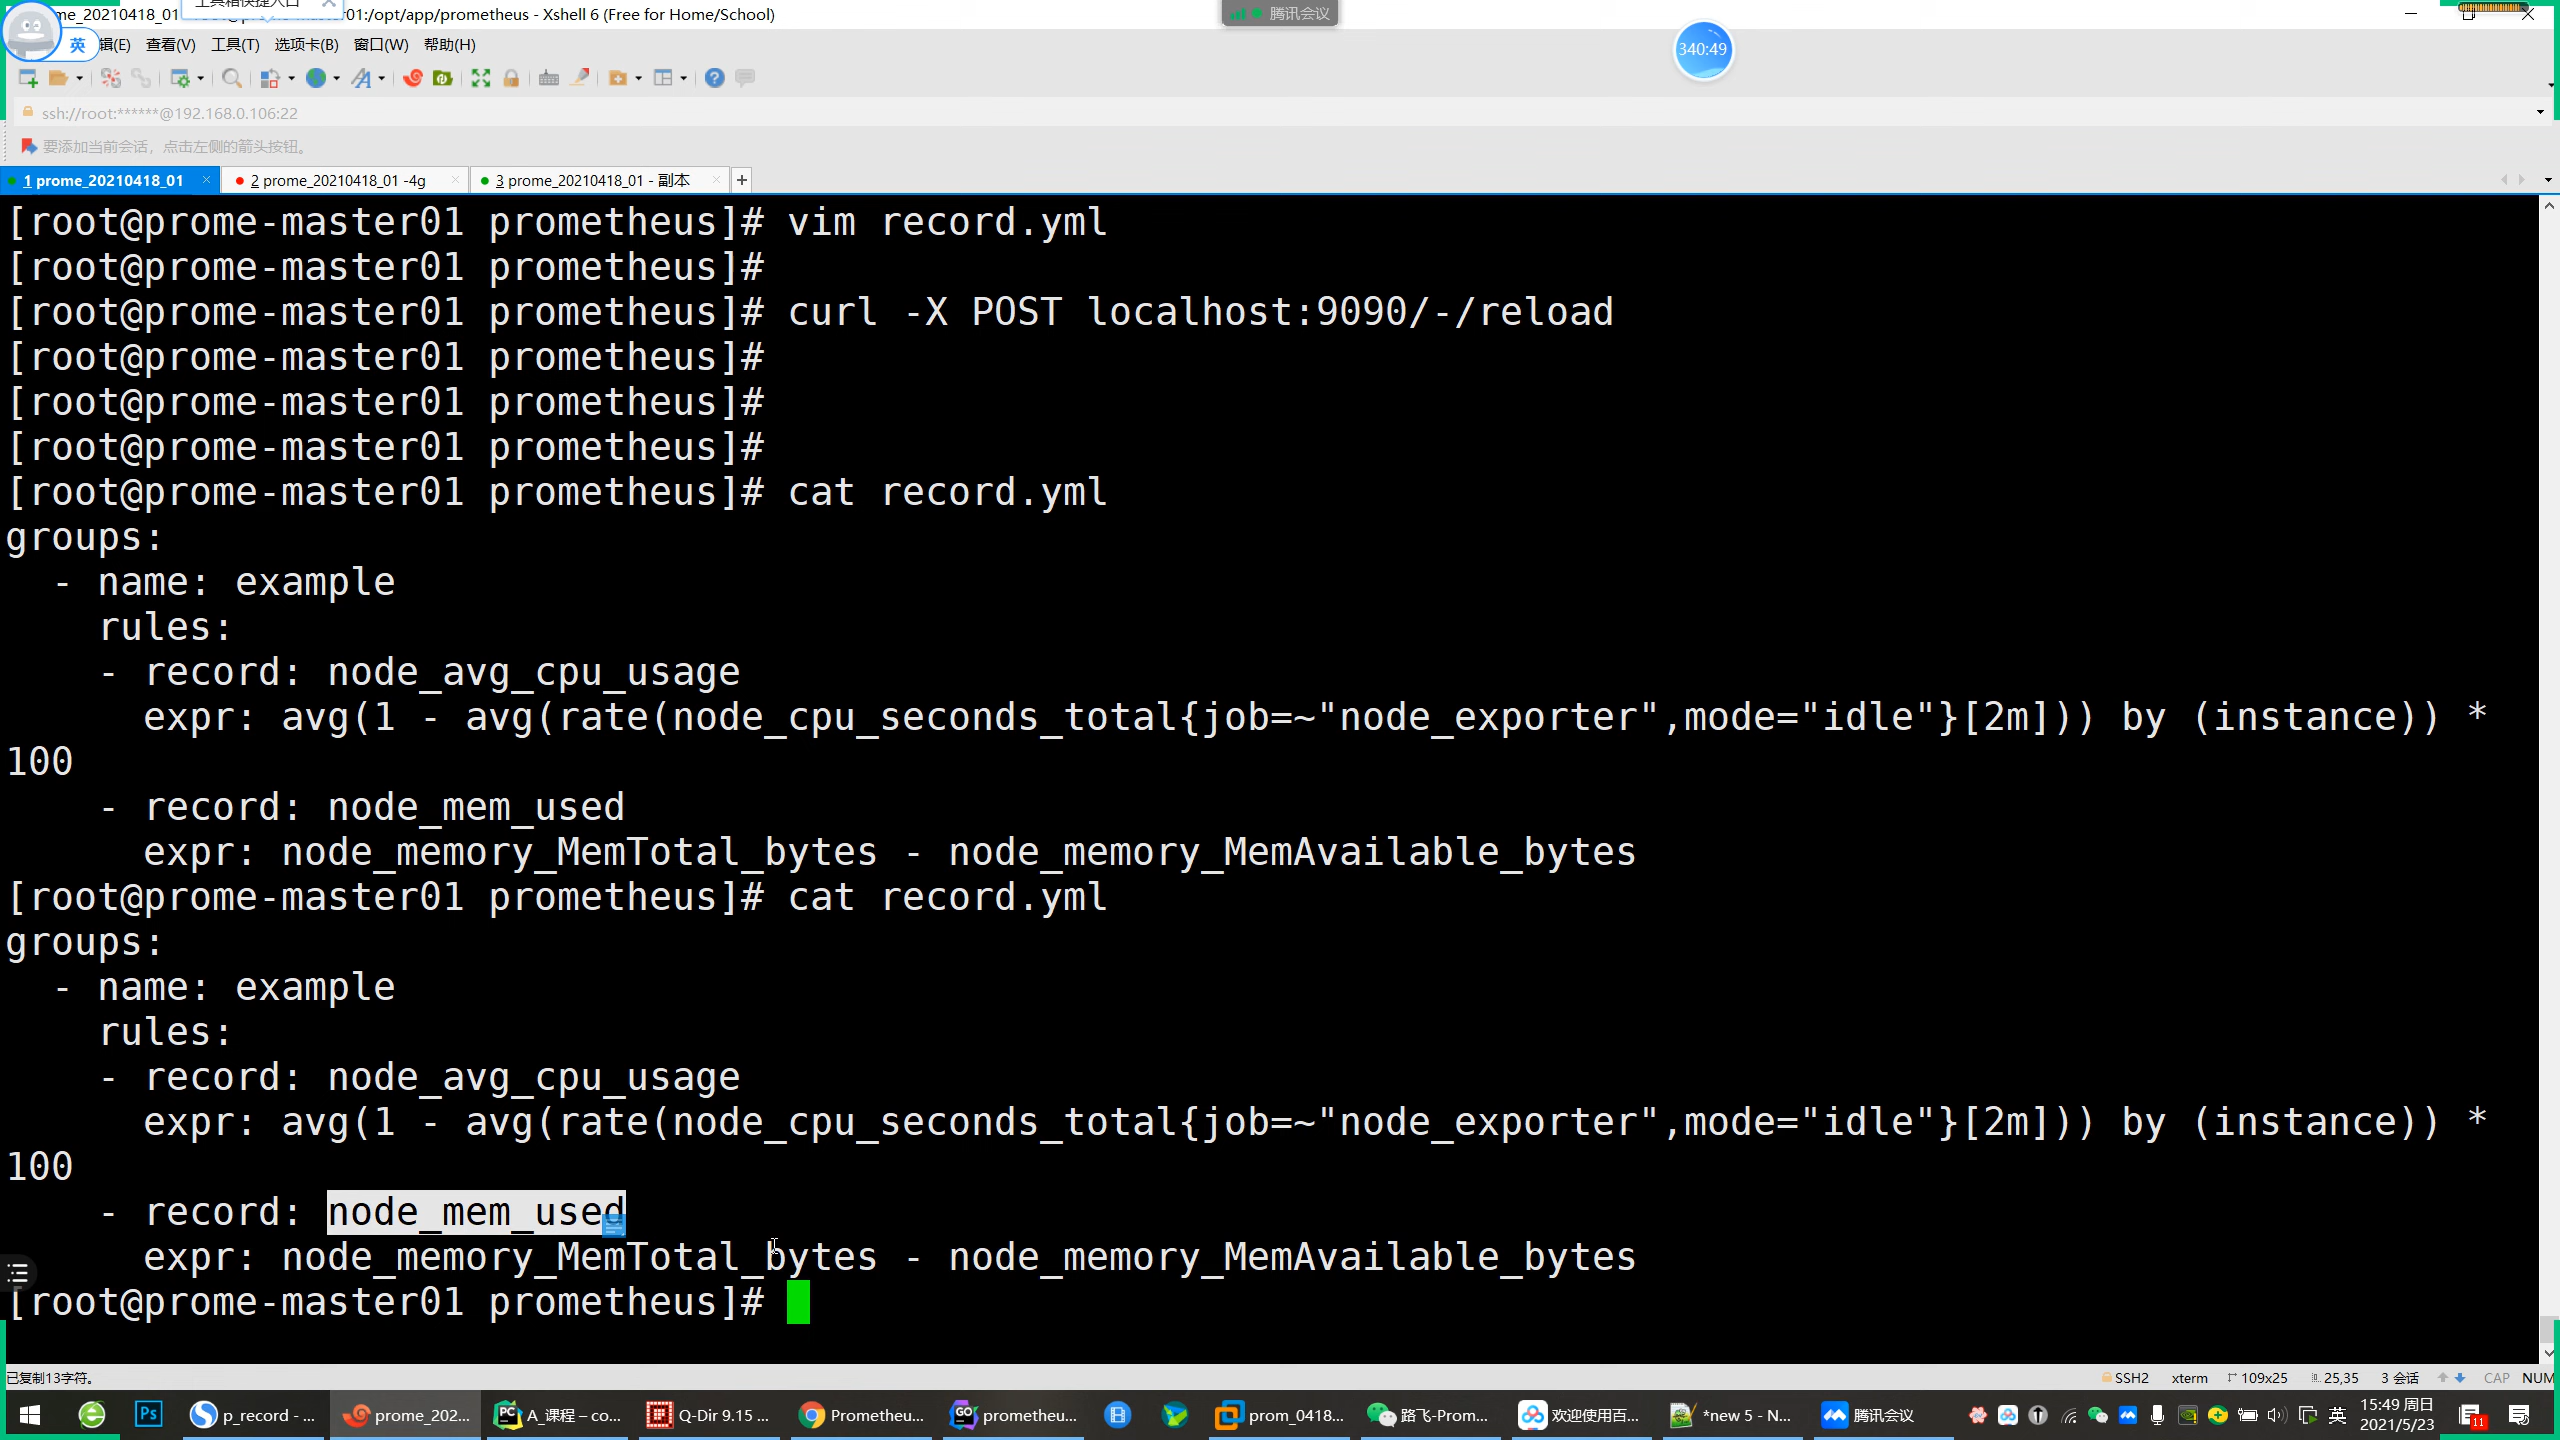 工具箱快捷入口
me_20210418_01
01:/opt/app/prometheus - Xshell 6 (Free for Home/School)
腾讯会议
340:49
英
辑(E) 查看(V) 工具(T) 选项卡(B) 窗口(W) 帮助(H)
ssh://root:******@192.168.0.106:22
要添加当前会话，点击左侧的箭头按钮。
1 prome_20210418_01 2 prome_20210418_01 -4g 3 prome_20210418_01 - 副本
[root@prome-master01 prometheus]# vim record.yml
[root@prome-master01 prometheus]#
[root@prome-master01 prometheus]# curl -X POST localhost:9090/-/reload
[root@prome-master01 prometheus]#
[root@prome-master01 prometheus]#
[root@prome-master01 prometheus]#
[root@prome-master01 prometheus]# cat record.yml
groups:
  - name: example
    rules:
    - record: node_avg_cpu_usage
      expr: avg(1 - avg(rate(node_cpu_seconds_total{job=~"node_exporter",mode="idle"}[2m])) by (instance)) *
100
    - record: node_mem_used
      expr: node_memory_MemTotal_bytes - node_memory_MemAvailable_bytes
[root@prome-master01 prometheus]# cat record.yml
groups:
  - name: example
    rules:
    - record: node_avg_cpu_usage
      expr: avg(1 - avg(rate(node_cpu_seconds_total{job=~"node_exporter",mode="idle"}[2m])) by (instance)) *
100
    - record: node_mem_used
      expr: node_memory_MemTotal_bytes - node_memory_MemAvailable_bytes
[root@prome-master01 prometheus]#
已复制13字符。 SSH2 xterm 109x25 25,35 3 会话 CAP NUM
Ps p_record - ... prome_202... A_课程 – co... Q-Dir 9.15 ... Prometheu... prometheu... prom_0418... 路飞-Prom... 欢迎使用百... *new 5 - N... 腾讯会议 英 15:49 周日
2021/5/23 11